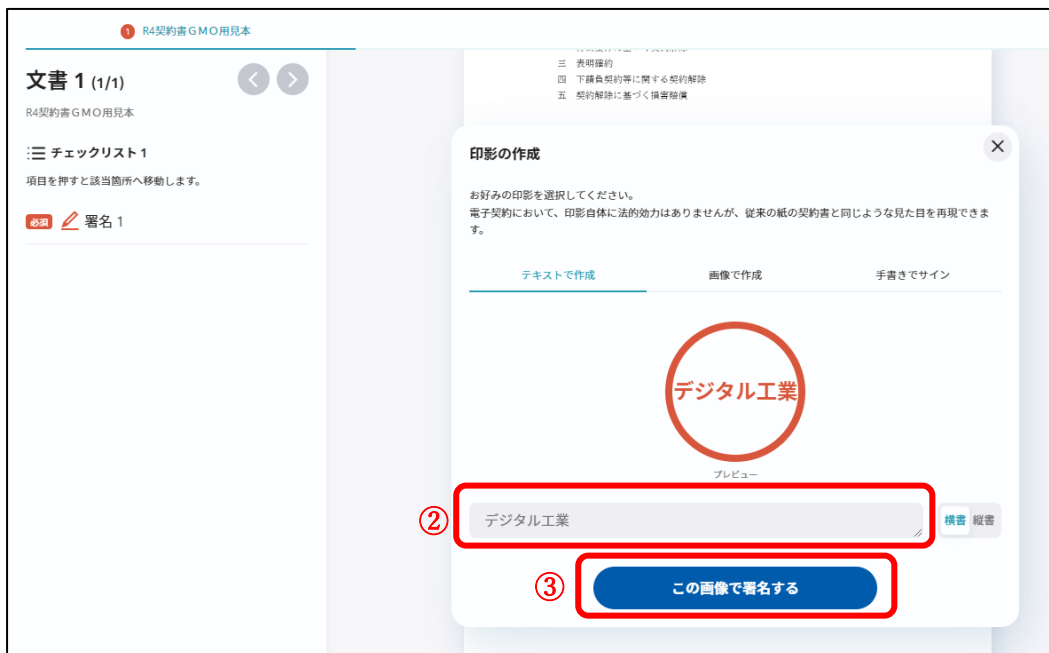 1 R4契約書GMO用見本
文書 1 (1/1)
R4契約書GMO用見本
チェックリスト 1
項目を押すと該当箇所へ移動します。
必須 署名 1
三 表明確約
四 下請負契約等に関する契約解除
五 契約解除に基づく損害賠償
印影の作成
お好みの印影を選択してください。
電子契約において、印影自体に法的効力はありませんが、従来の紙の契約書と同じような見た目を再現できま
す。
テキストで作成 画像で作成 手書きでサイン
デジタル工業
プレビュー
② デジタル工業 横書 縦書
③ この画像で署名する